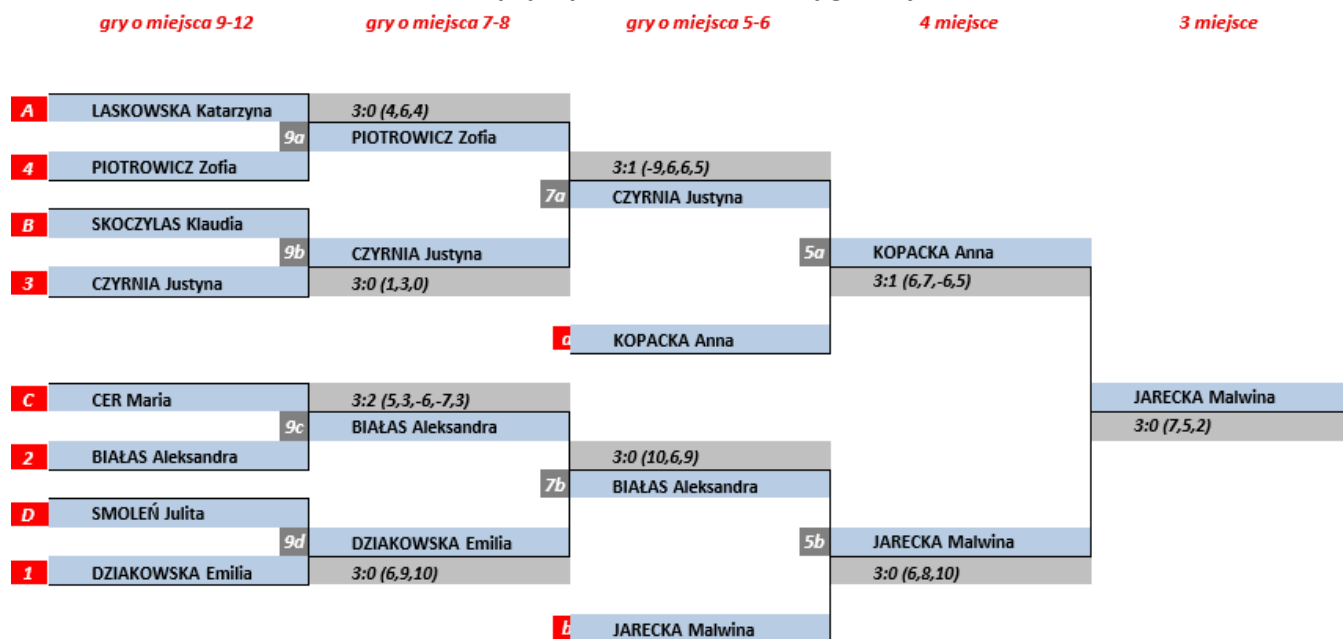 gry o miejsca 9-12 gry o miejsca 7-8 gry o miejsca 5-6 4 miejsce 3 miejsce
A LASKOWSKA Katarzyna 3:0 (4,6,4)
9a PIOTROWICZ Zofia
4 PIOTROWICZ Zofia 3:1 (-9,6,6,5)
7a CZYRNIA Justyna
B SKOCZYLAS Klaudia
9b CZYRNIA Justyna 5a KOPACKA Anna
3 CZYRNIA Justyna 3:0 (1,3,0) 3:1 (6,7,-6,5)
a KOPACKA Anna
C CER Maria 3:2 (5,3,-6,-7,3) JARECKA Malwina
9c BIAŁAS Aleksandra 3:0 (7,5,2)
2 BIAŁAS Aleksandra 3:0 (10,6,9)
7b BIAŁAS Aleksandra
D SMOLEŃ Julita
9d DZIAKOWSKA Emilia 5b JARECKA Malwina
1 DZIAKOWSKA Emilia 3:0 (6,9,10) 3:0 (6,8,10)
b JARECKA Malwina